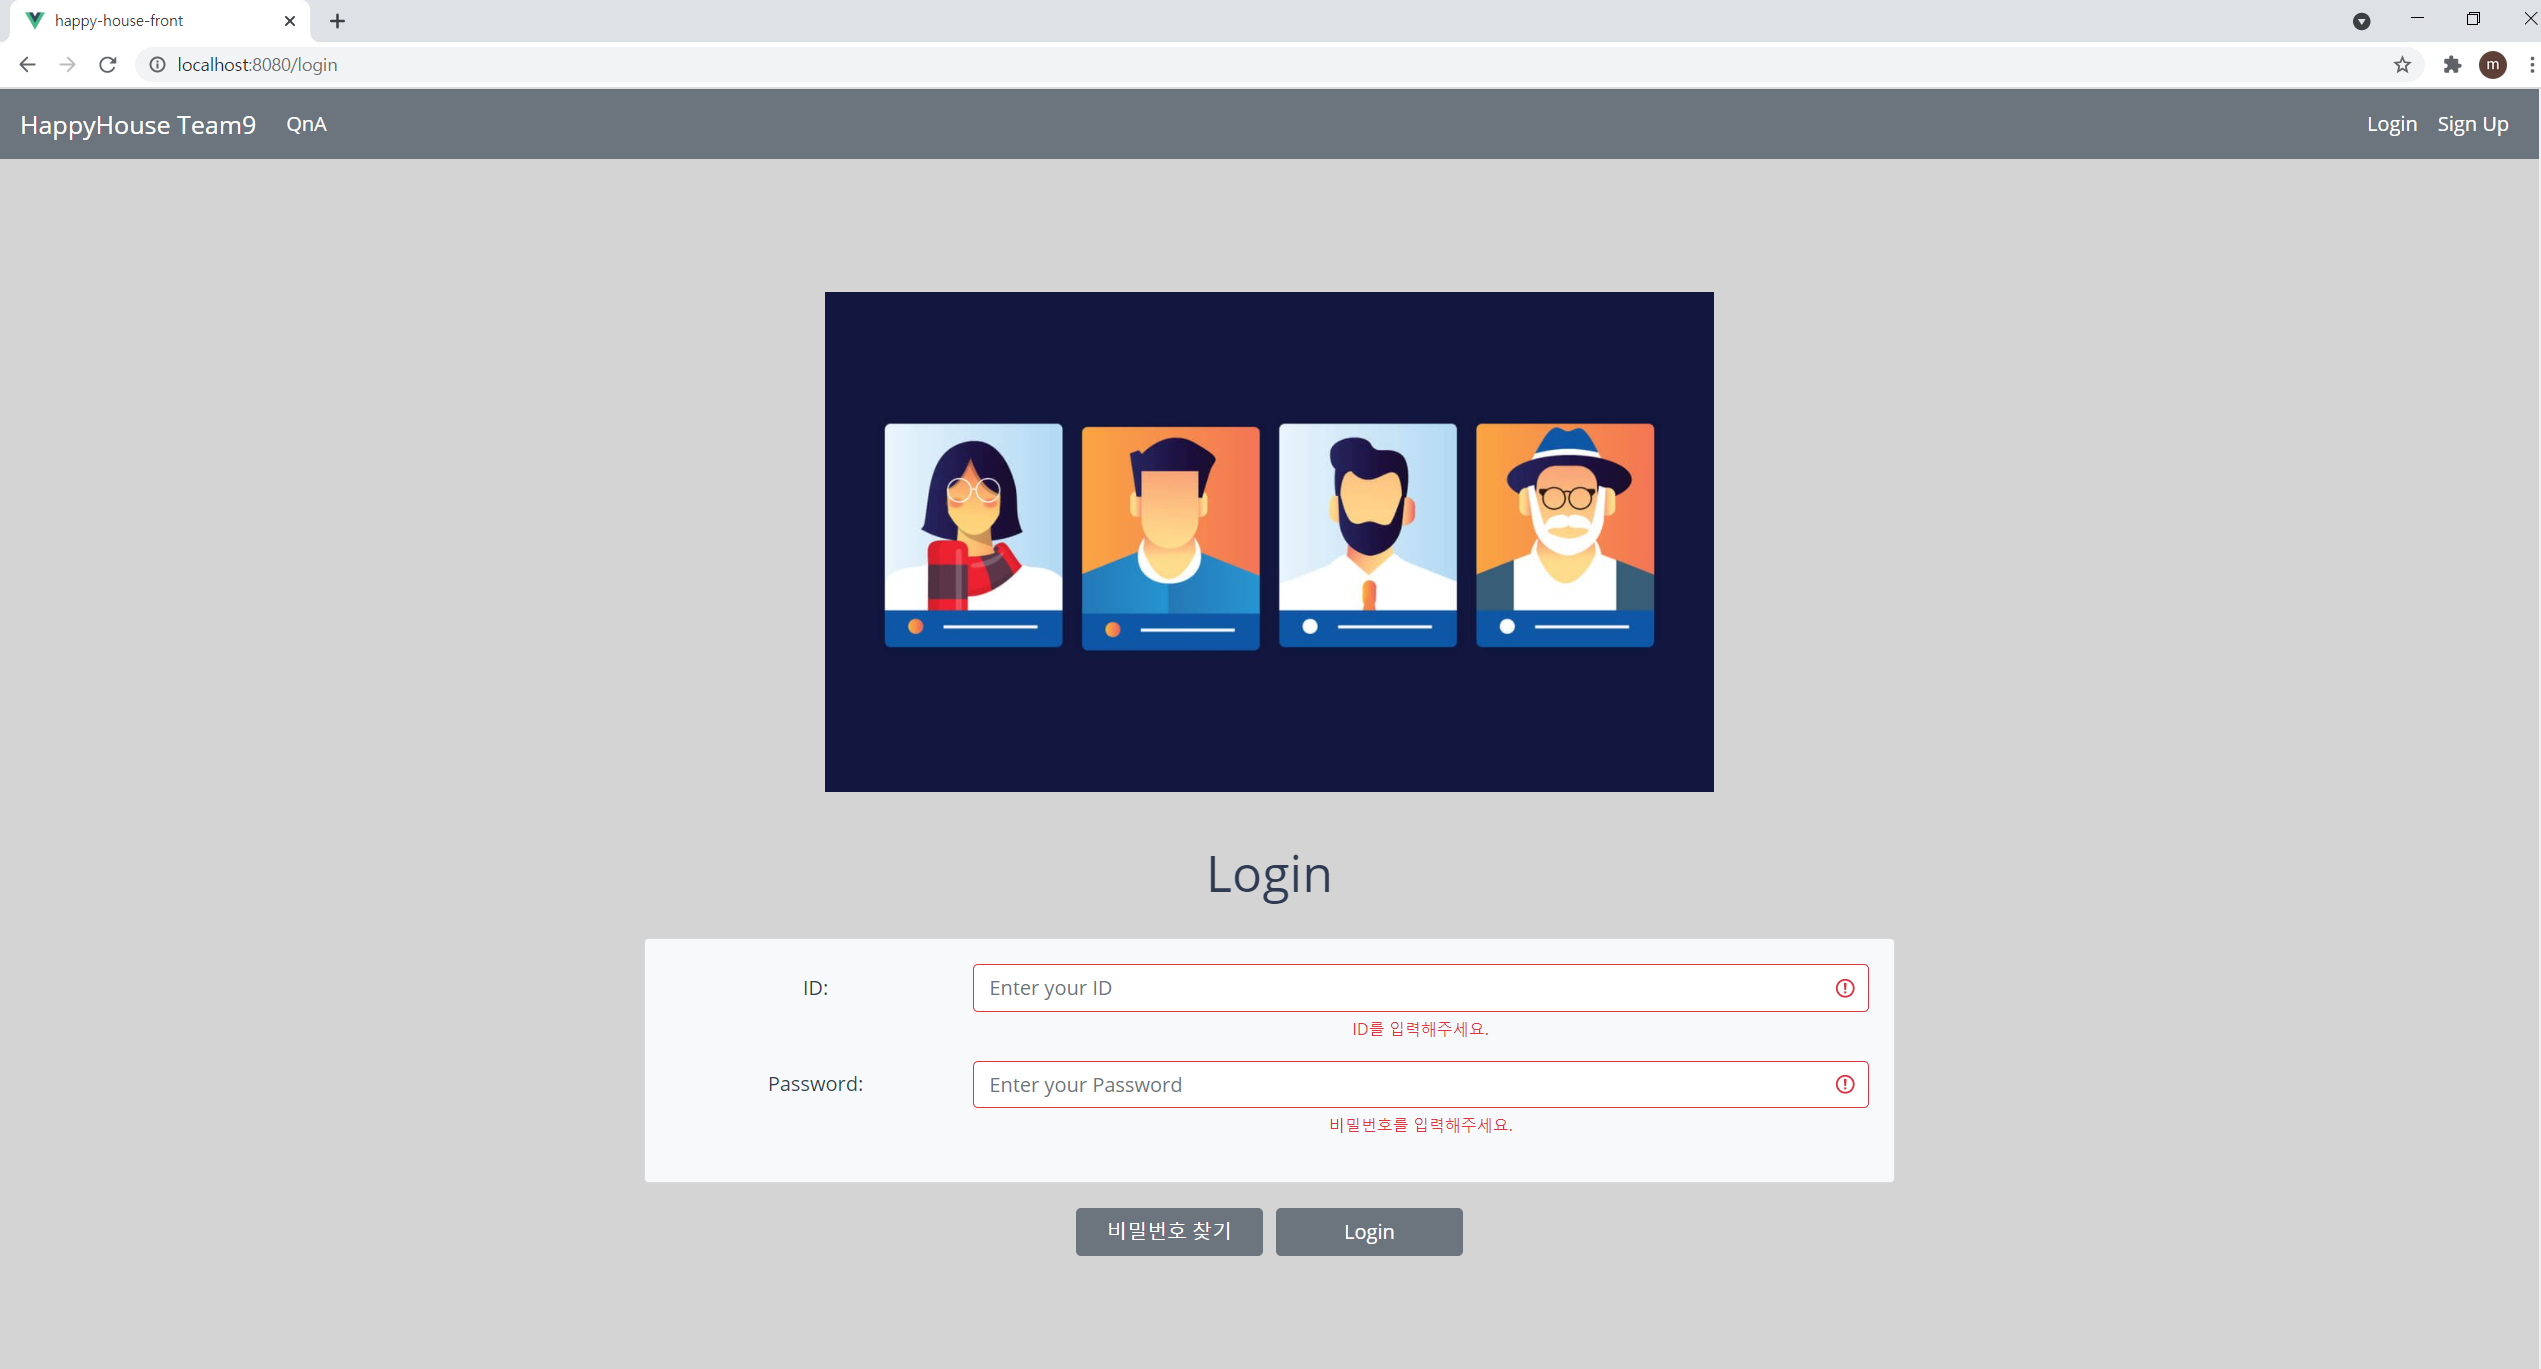 happy-house-front
localhost:8080/login
m
HappyHouse Team9 QnA Login Sign Up
Login
ID: Enter your ID
ID를 입력해주세요.
Password: Enter your Password
비밀번호를 입력해주세요.
비밀번호 찾기 Login